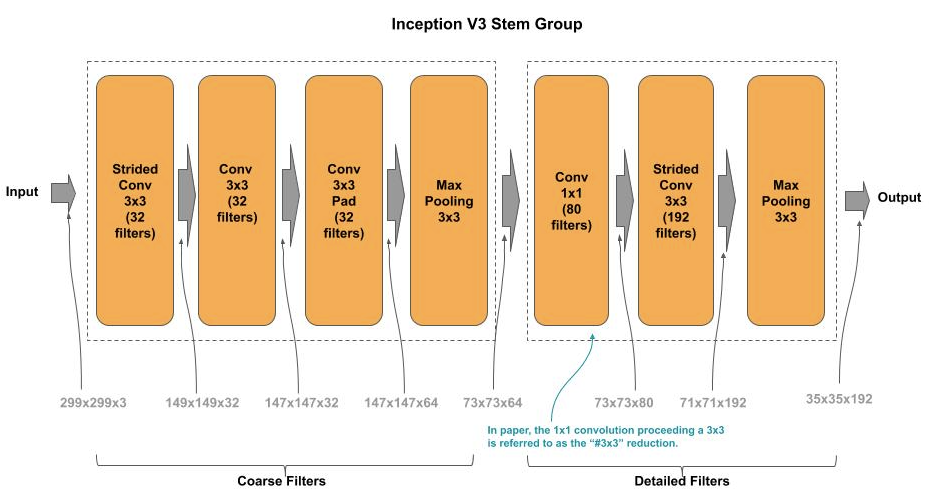 Inception V3 Stem Group
Input
Strided
Conv
3x3
(32
filters)
Conv
3x3
(32
filters)
Conv
3x3
Pad
(32
filters)
Max
Pooling
3x3
Conv
1x1
(80
filters)
Strided
Conv
3x3
(192
filters)
Max
Pooling
3x3
Output
299x299x3
149x149x32
147x147x32
147x147x64
73x73x64
73x73x80
71x71x192
35x35x192
In paper, the 1x1 convolution proceeding a 3x3
is referred to as the “#3x3” reduction.
Coarse Filters
Detailed Filters